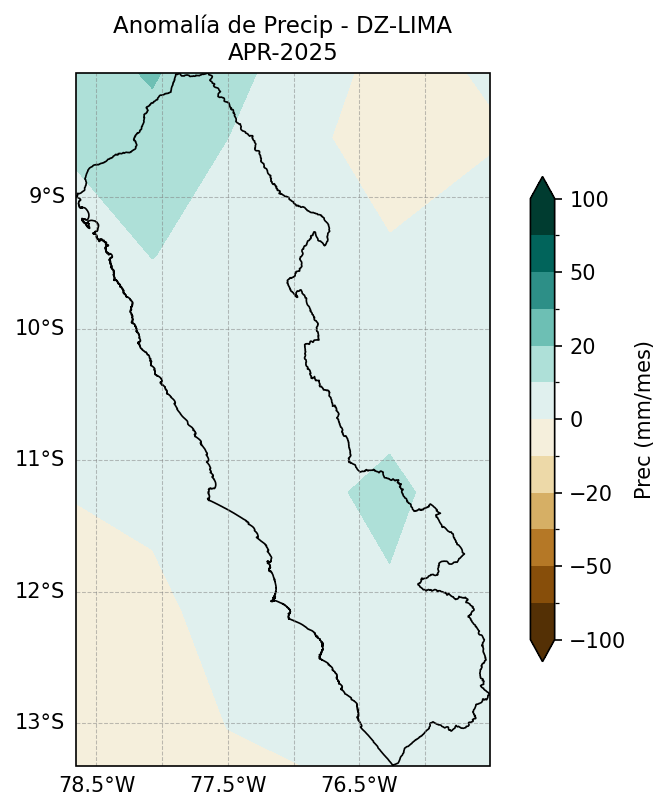 Anomalía de Precip - DZ-LIMA
APR-2025
9°S
10°S
11°S
12°S
13°S
78.5°W
77.5°W
76.5°W
100
50
20
0
−20
−50
−100
Prec (mm/mes)